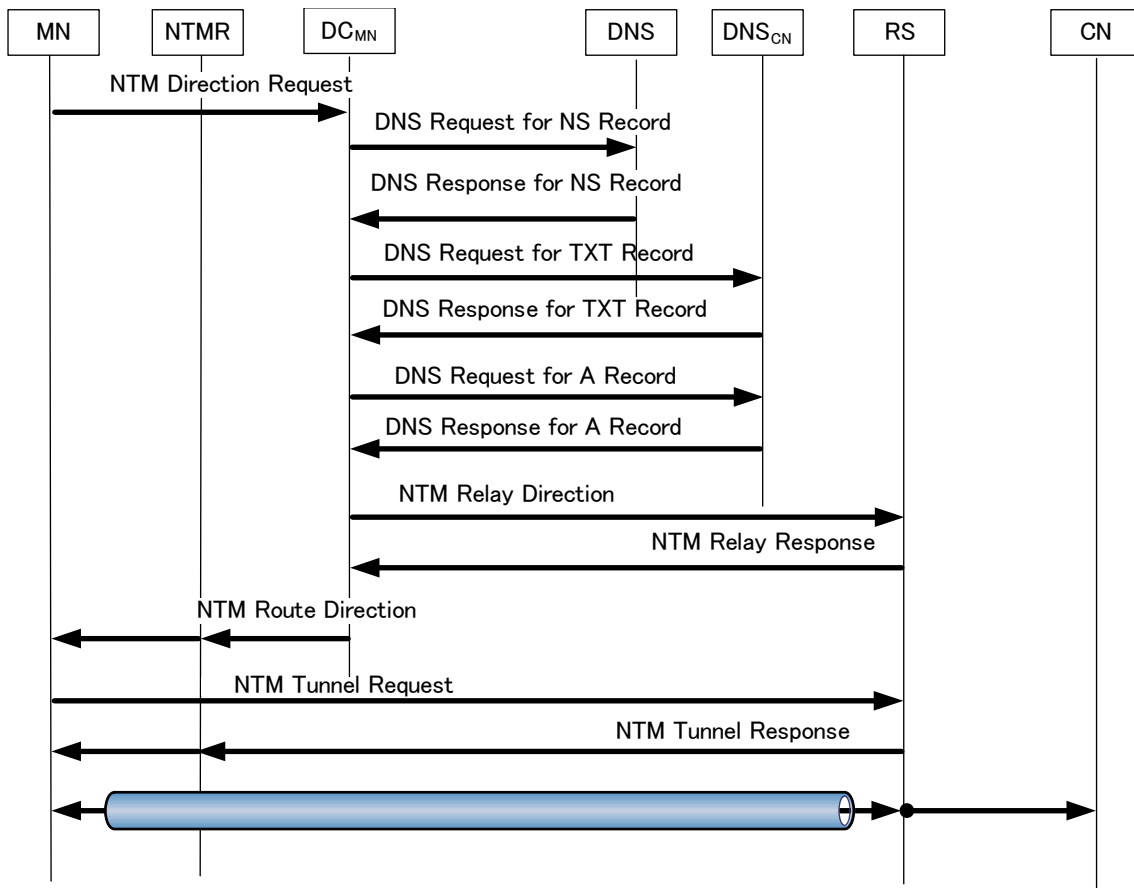 MN
NTMR
DC_MN
DNS
DNS_CN
RS
CN
NTM Direction Request
DNS Request for NS Record
DNS Response for NS Record
DNS Request for TXT Record
DNS Response for TXT Record
DNS Request for A Record
DNS Response for A Record
NTM Relay Direction
NTM Relay Response
NTM Route Direction
NTM Tunnel Request
NTM Tunnel Response